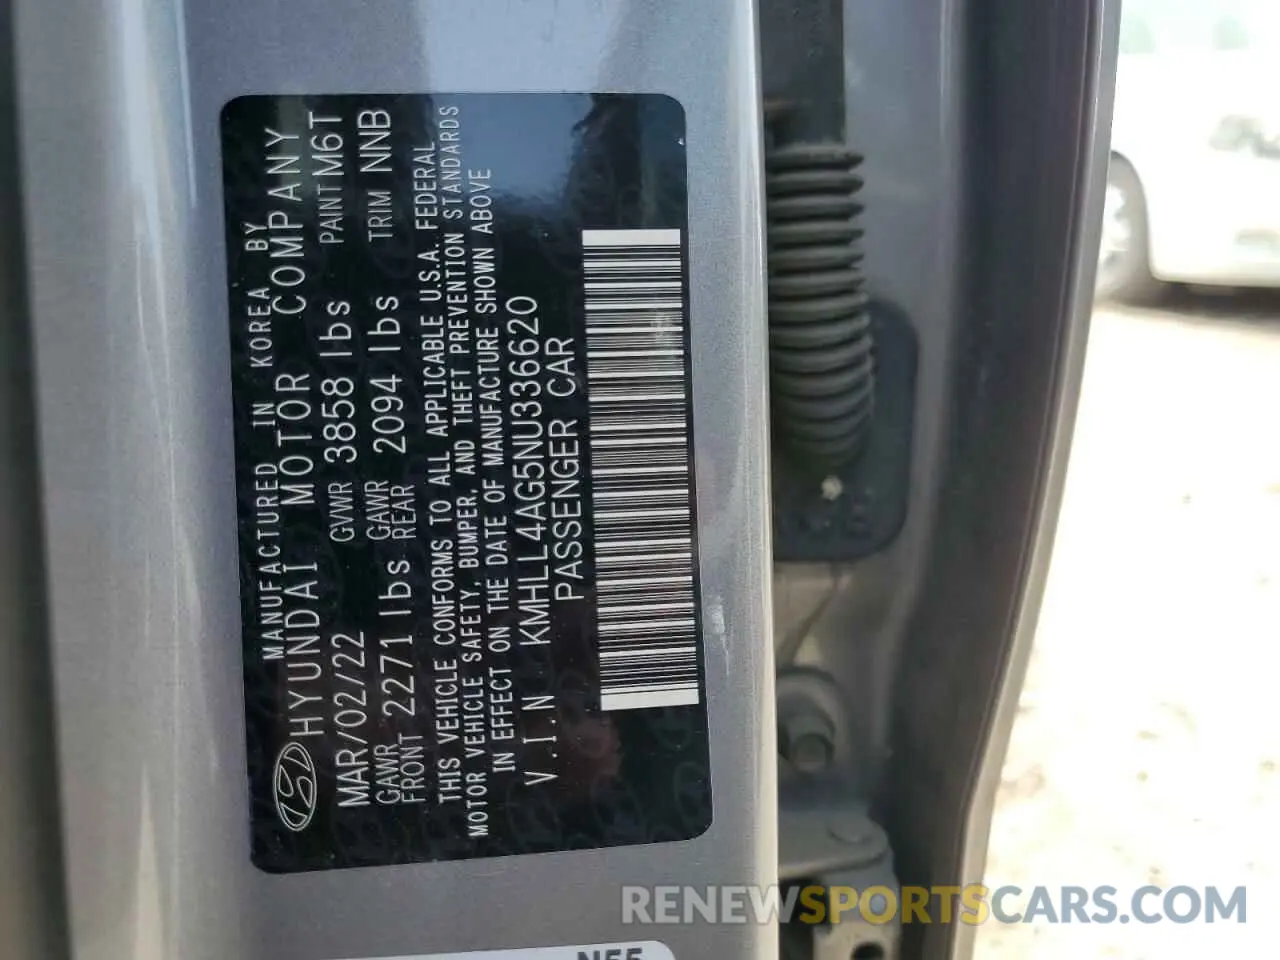 MANUFACTURED IN KOREA BY
HYUNDAI MOTOR COMPANY
MAR/02/22 GVWR 3858 lbs PAINT M6T
GAWR FRONT 2271 lbs GAWR REAR 2094 lbs TRIM NNB
THIS VEHICLE CONFORMS TO ALL APPLICABLE U.S.A. FEDERAL
MOTOR VEHICLE SAFETY, BUMPER, AND THEFT PREVENTION STANDARDS
IN EFFECT ON THE DATE OF MANUFACTURE SHOWN ABOVE
V.I.N KMHLL4AG5NU336620
PASSENGER CAR
N55
RENEWSPORTSCARS.COM